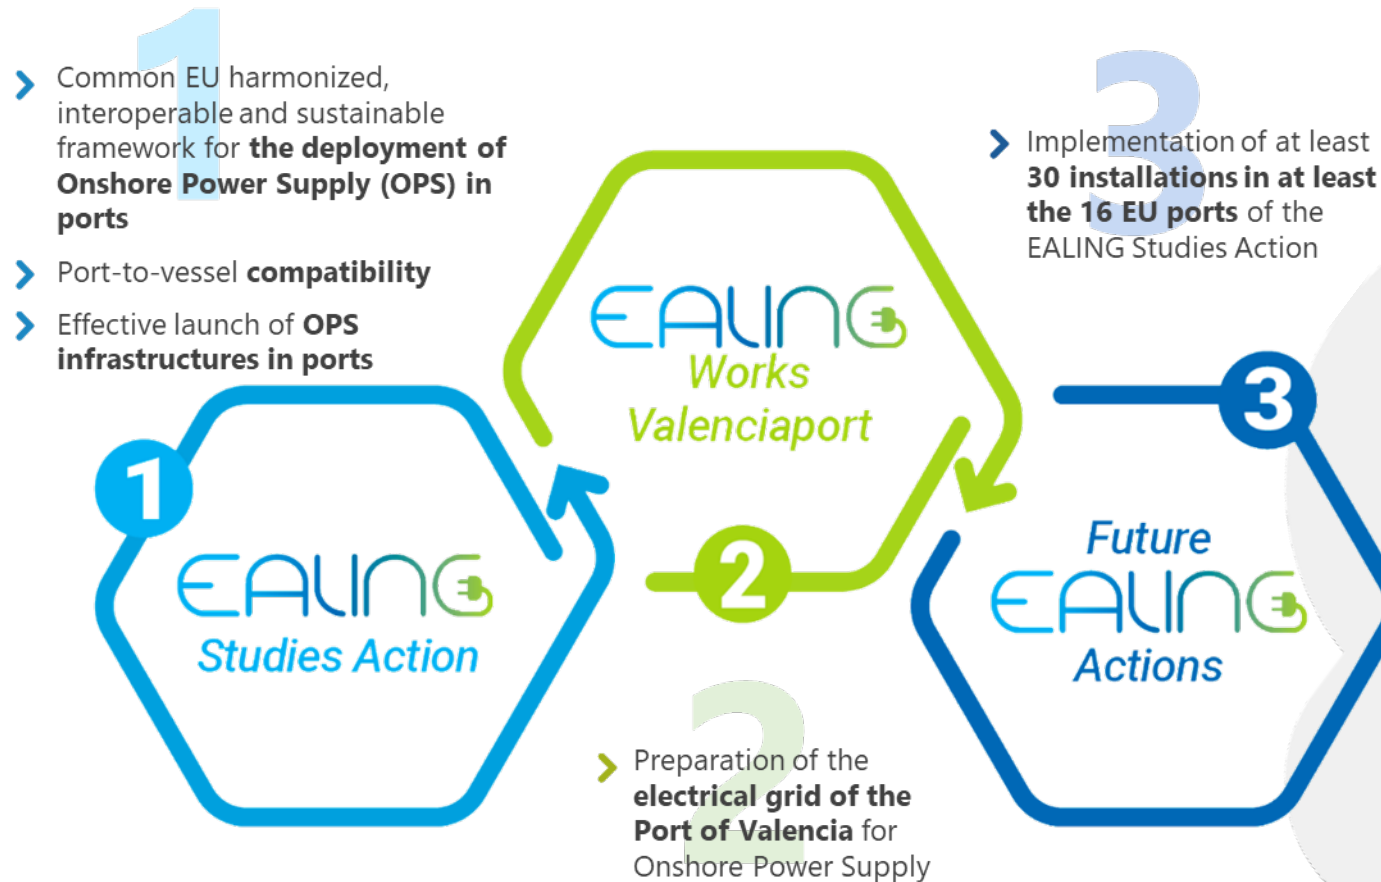 1
Common EU harmonized,
interoperable and sustainable
framework for the deployment of
Onshore Power Supply (OPS) in
ports
Port-to-vessel compatibility
Effective launch of OPS
infrastructures in ports
1
EALING
Studies Action
EALING
Works
Valenciaport
2
2
Preparation of the
electrical grid of the
Port of Valencia for
Onshore Power Supply
3
Implementation of at least
30 installations in at least
the 16 EU ports of the
EALING Studies Action
3
Future
EALING
Actions